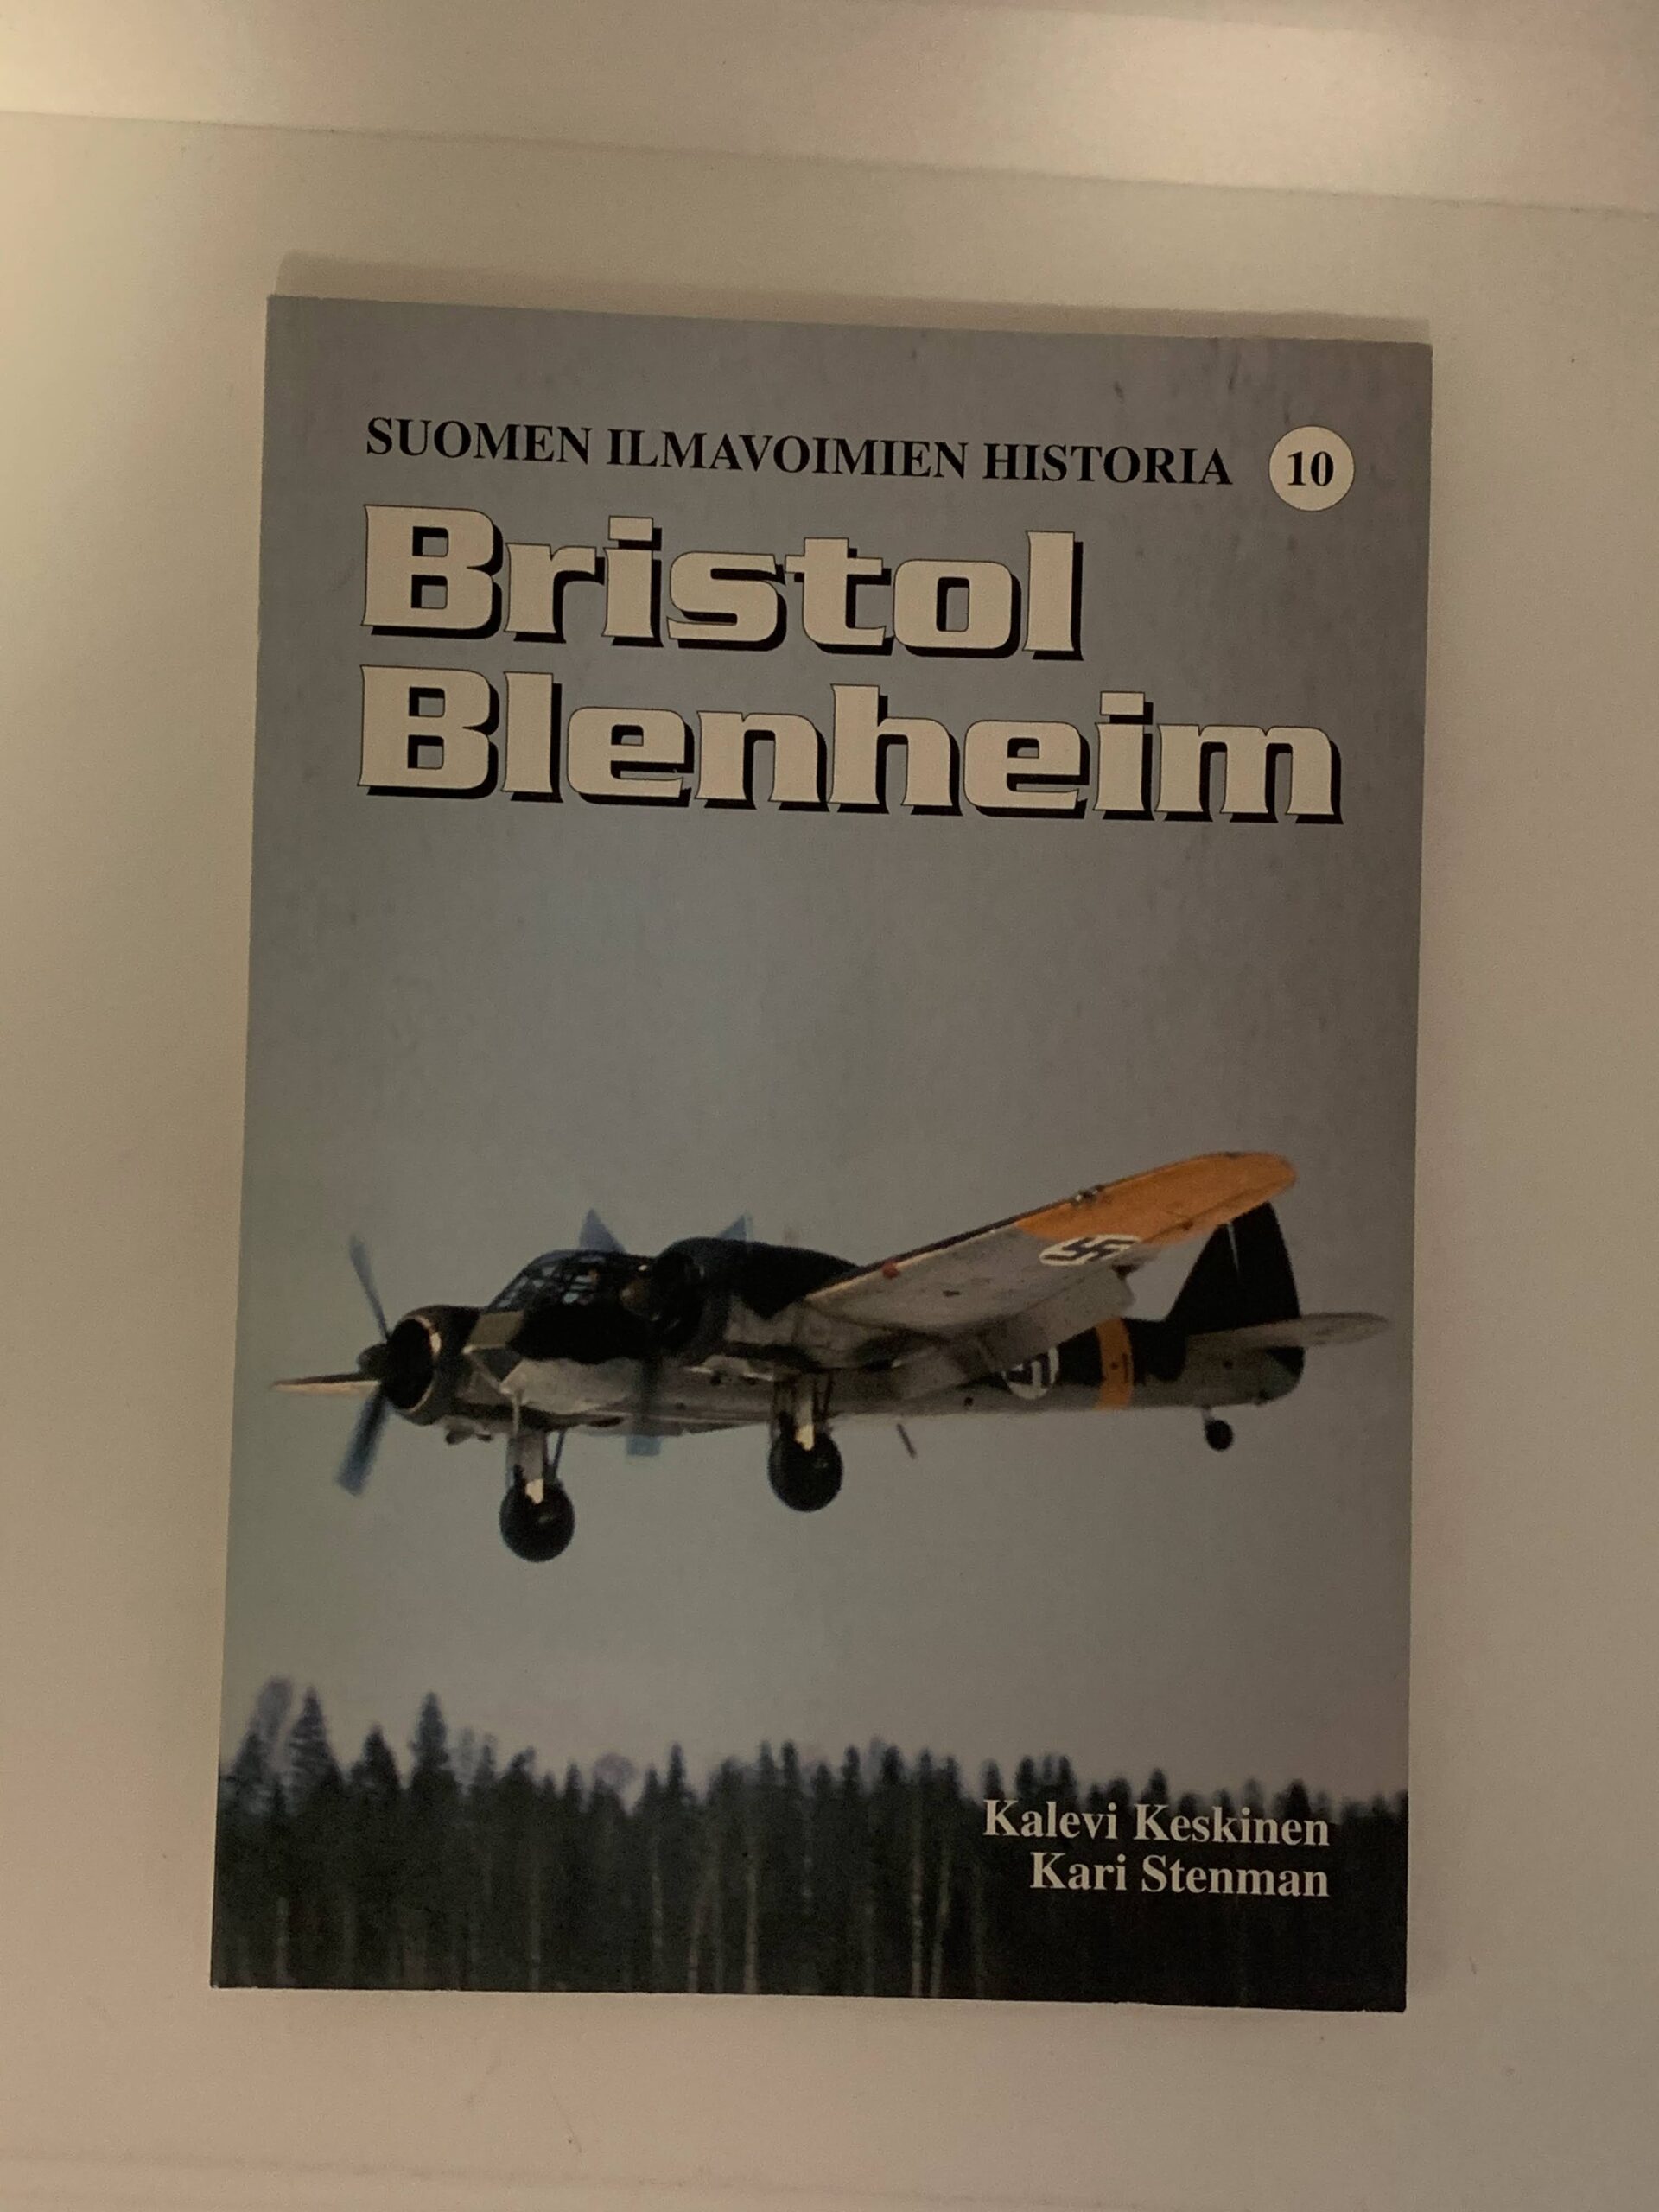 SUOMEN ILMAVOIMIEN HISTORIA 10
Bristol
Blenheim
Kalevi Keskinen
Kari Stenman